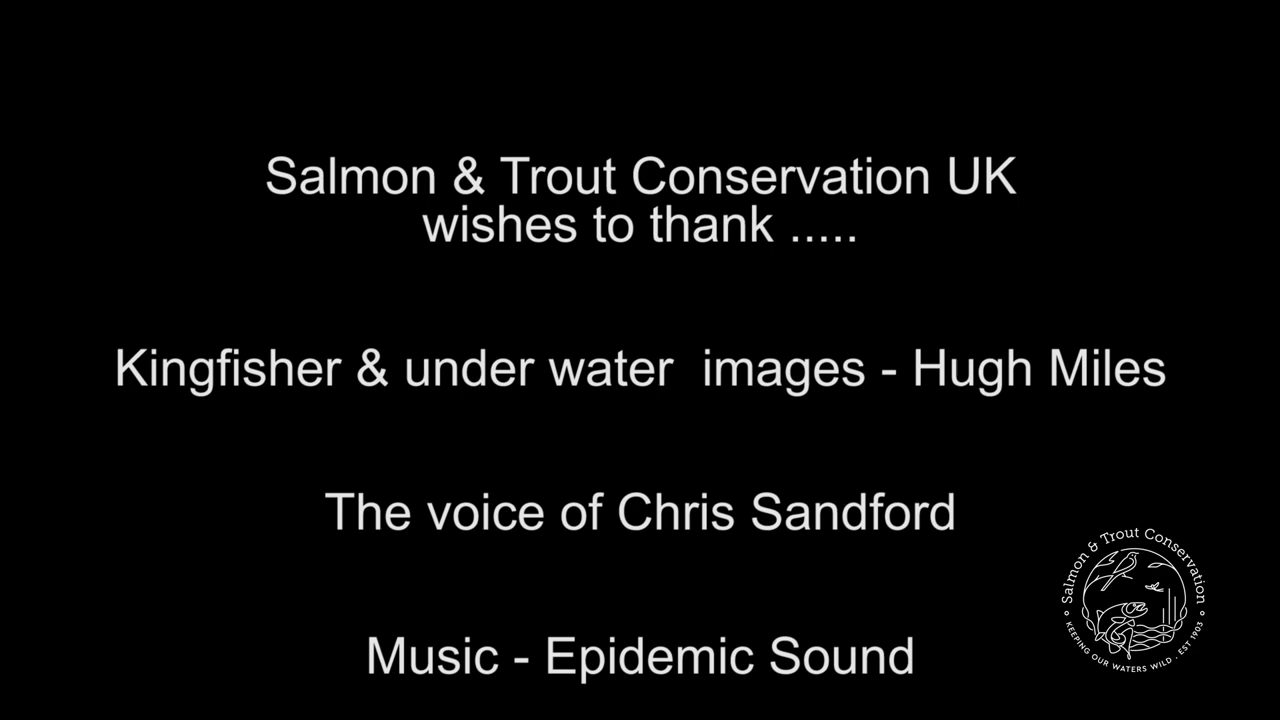 Salmon & Trout Conservation UK
wishes to thank .....
Kingfisher & under water  images - Hugh Miles
The voice of Chris Sandford
Music - Epidemic Sound
Salmon & Trout Conservation
KEEPING OUR WATERS WILD . EST 1903